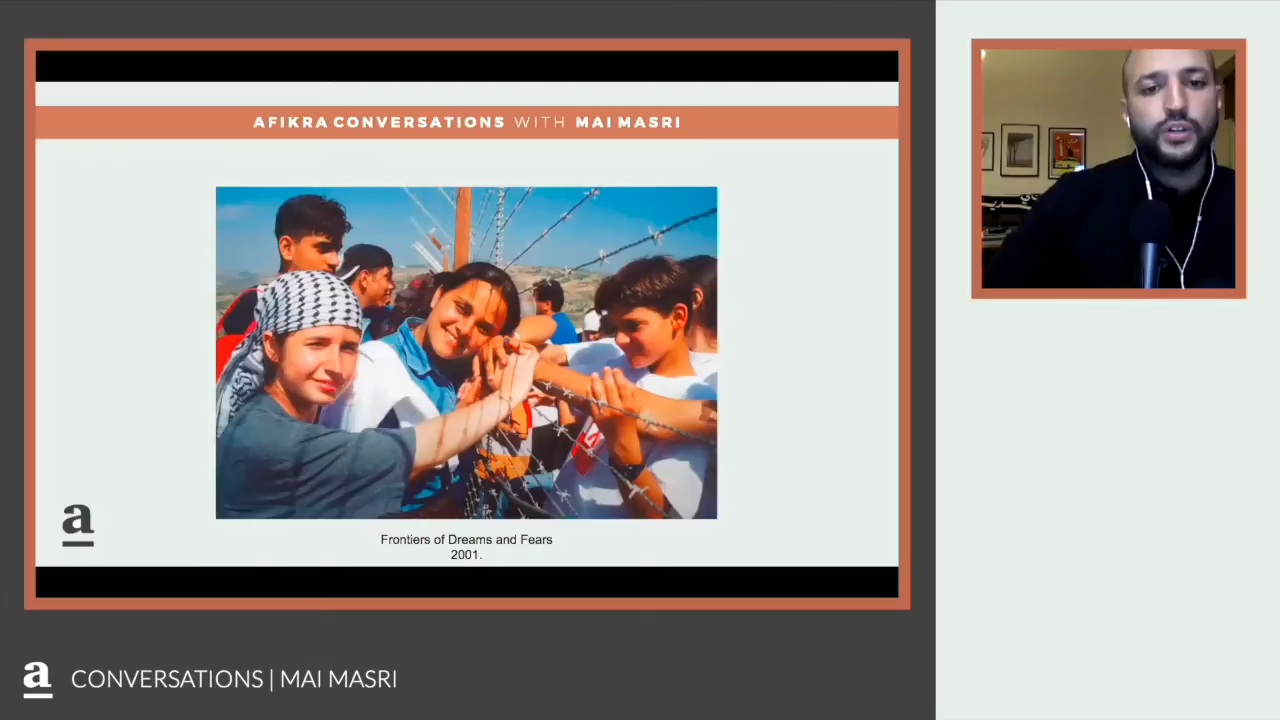 AFIKRA CONVERSATIONS WITH MAI MASRI
a
Frontiers of Dreams and Fears
2001.
a CONVERSATIONS | MAI MASRI